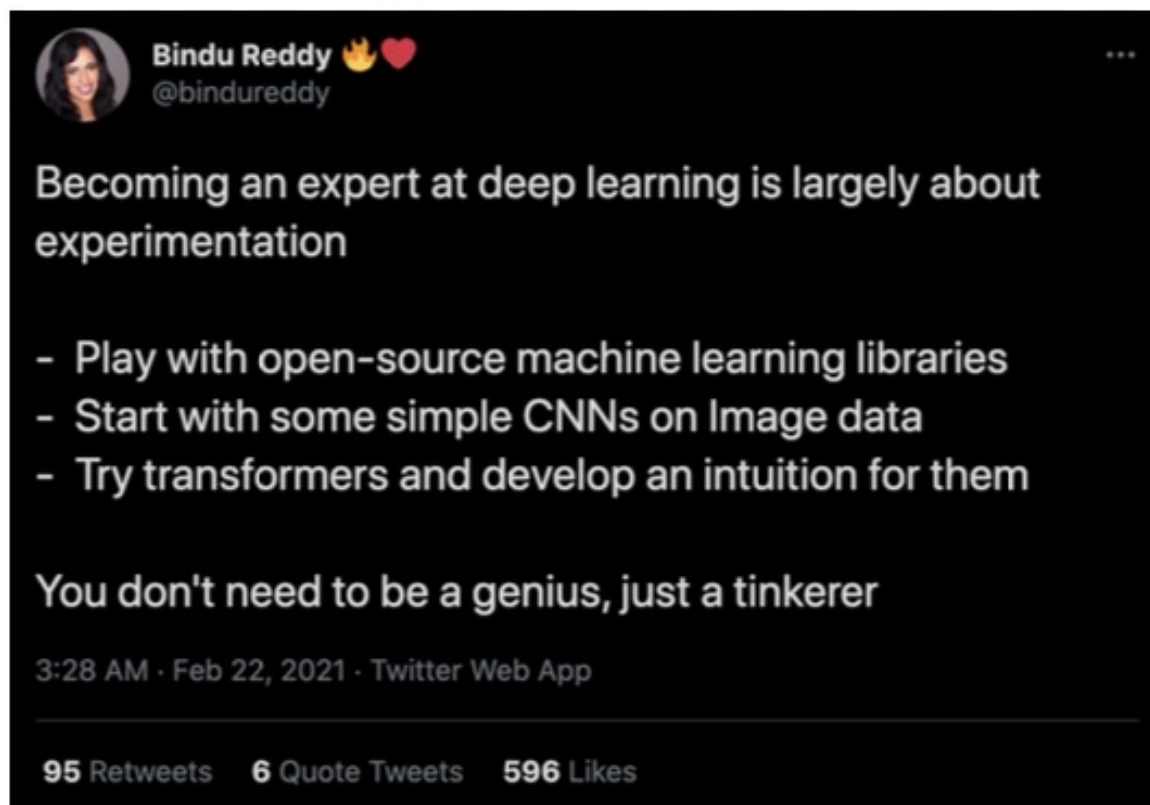 Bindu Reddy 🔥❤️
@bindureddy
Becoming an expert at deep learning is largely about
experimentation
- Play with open-source machine learning libraries
- Start with some simple CNNs on Image data
- Try transformers and develop an intuition for them
You don't need to be a genius, just a tinkerer
3:28 AM · Feb 22, 2021 · Twitter Web App
95 Retweets 6 Quote Tweets 596 Likes